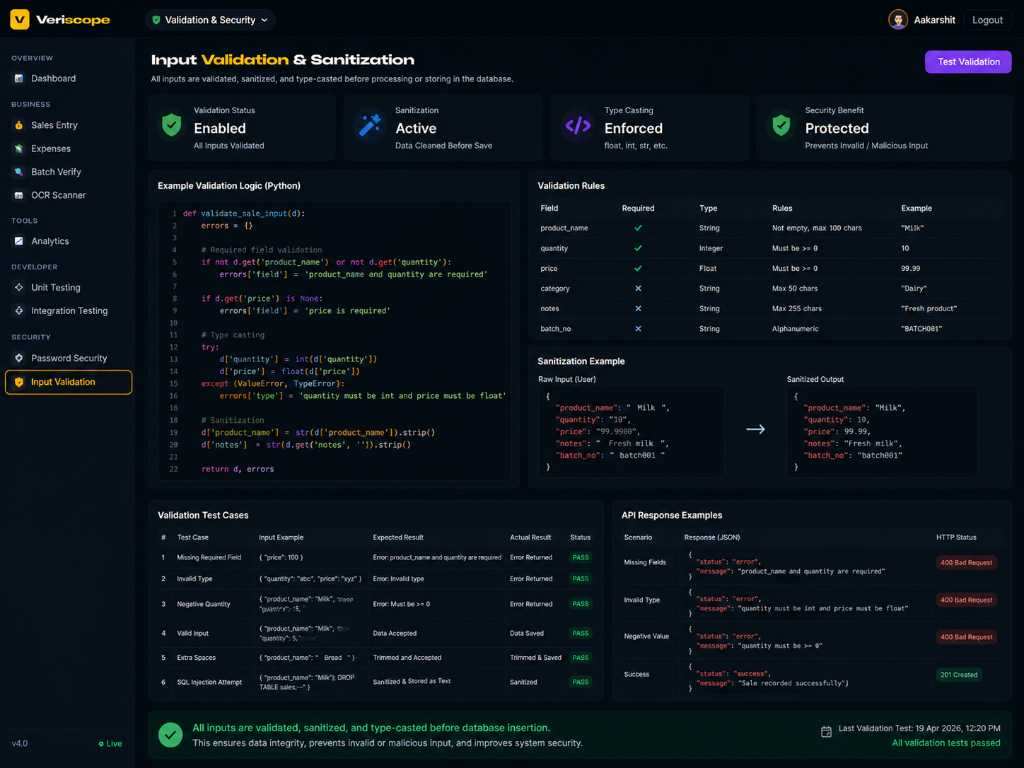 V Veriscope
Validation & Security
Aakarshit
Logout
OVERVIEW
Dashboard
BUSINESS
Sales Entry
Expenses
Batch Verify
OCR Scanner
TOOLS
Analytics
DEVELOPER
Unit Testing
Integration Testing
SECURITY
Password Security
Input Validation
v4.0
Live
Input Validation & Sanitization
All inputs are validated, sanitized, and type-casted before processing or storing in the database.
Test Validation
Validation Status
Enabled
All Inputs Validated
Sanitization
Active
Data Cleaned Before Save
Type Casting
Enforced
float, int, str, etc.
Security Benefit
Protected
Prevents Invalid / Malicious Input
Example Validation Logic (Python)
1 def validate_sale_input(d):
2 errors = {}
3
4 # Required field validation
5 if not d.get('product_name') or not d.get('quantity'):
6 errors['field'] = 'product_name and quantity are required'
7
8 if d.get('price') is None:
9 errors['field'] = 'price is required'
10
11 # Type casting
12 try:
13 d['quantity'] = int(d['quantity'])
14 d['price'] = float(d['price'])
15 except (ValueError, TypeError):
16 errors['type'] = 'quantity must be int and price must be float'
18
18 # Sanitization
19 d['product_name'] = str(d['product_name').strip()
20 d['notes'] = str(d.get('notes', '')).strip()
21
22 return d, errors
Validation Rules
Field Required Type Rules Example
product_name ✓ String Not empty, max 100 chars "Milk"
quantity ✓ Integer Must be >= 0 10
price ✓ Float Must be >= 0 99.99
category ✕ String Max 50 chars "Dairy"
notes ✕ String Max 255 chars "Fresh product"
batch_no ✕ String Alphanumeric "BATCH001"
Sanitization Example
Raw Input (User)
{
"product_name": " Milk ",
"quantity": "10",
"price": "99.9900",
"notes": " Fresh milk ",
"batch_no": " batch001 "
}
→
Sanitized Output
{
"product_name": "Milk",
"quantity": 10,
"price": 99.99,
"notes": "Fresh milk",
"batch_no": "batch001"
}
Validation Test Cases
# Test Case Input Example Expected Result Actual Result Status
1 Missing Required Field { "price": 100 } Error: product_name and quantity are required Error Returned PASS
2 Invalid Type { "quantity": "abc", "price": "xyz" } Error: Invalid type Error Returned PASS
3 Negative Quantity { "product_name": "Milk", Error: Must be >= 0 Error Returned PASS
4 Valid Input { "product_name": "Milk"; Data Accepted Data Saved PASS
"quantity": 5,
5 Extra Spaces { "product_name": " Bread " } Trimmed and Accepted Trimmed & Saved PASS
6 SQL Injection Attempt { "product_name": "Milk"; DROP Sanitized & Stored as Text Sanitized PASS
TABLE sales;--" }
API Response Examples
Scenario Response (JSON) HTTP Status
Missing Fields
{
"status": "error",
"message": "product_name and quantity are required"
}
400 Bad Request
Invalid Type
{
"status": "error",
"message": "quantity must be int and price must be float"
}
400 Bad Request
Negative Value
{
"status": "error",
"message": "quantity must be >= 0"
}
400 Bad Request
Success
{
"status": "success",
"message": "Sale recorded successfully"}
}
201 Created
All inputs are validated, sanitized, and type-casted before database insertion.
This ensures data integrity, prevents invalid or malicious input, and improves system security.
Last Validation Test: 19 Apr 2026, 12:20 PM
All validation tests passed